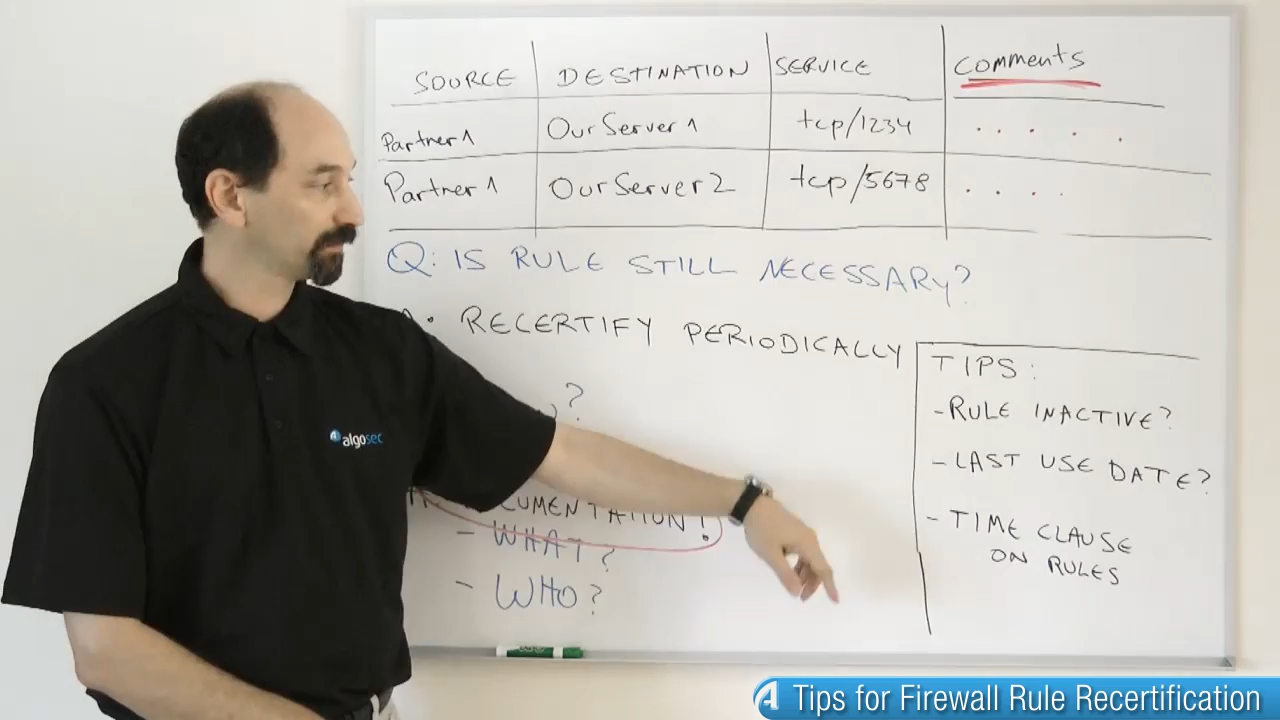 SOURCE DESTINATION SERVICE comments
Partner1 OurServer1 tcp/1234
Partner1 OurServer2 tcp/5678
Q: IS RULE STILL NECESSARY?
RECERTIFY PERIODICALLY
TIPS:
- RULE INACTIVE?
- LAST USE DATE?
- TIME CLAUSE
ON RULES
- WHAT?
- WHO?
algosec
Tips for Firewall Rule Recertification